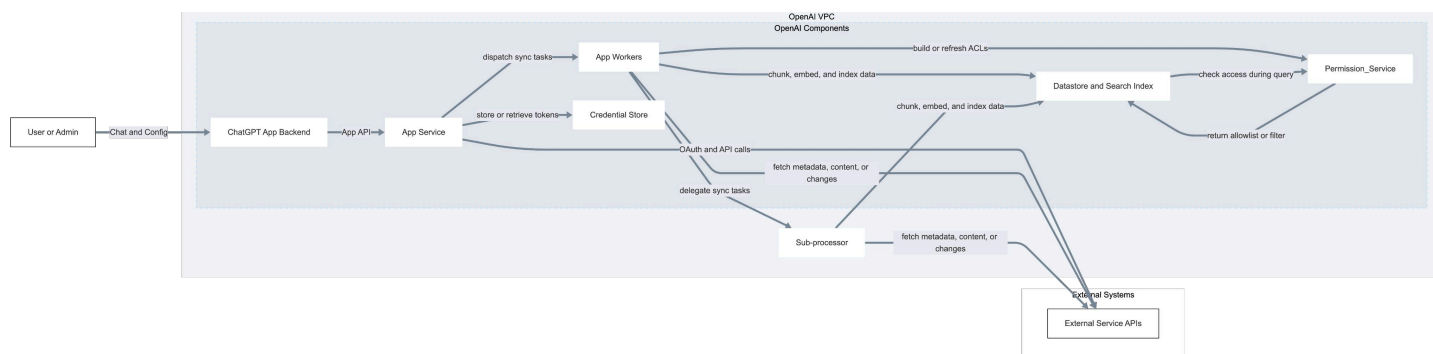 OpenAI VPC
OpenAI Components
App Workers
build or refresh ACLs
dispatch sync tasks
Permission_Service
chunk, embed, and index data
check access during query
Datastore and Search Index
chunk, embed, and index data
store or retrieve tokens
Credential Store
User or Admin
Chat and Config
ChatGPT App Backend
App API
App Service
return allowlist or filter
OAuth and API calls
fetch metadata, content, or
changes
delegate sync tasks
Sub-processor
fetch metadata, content, or
changes
External Systems
External Service APIs